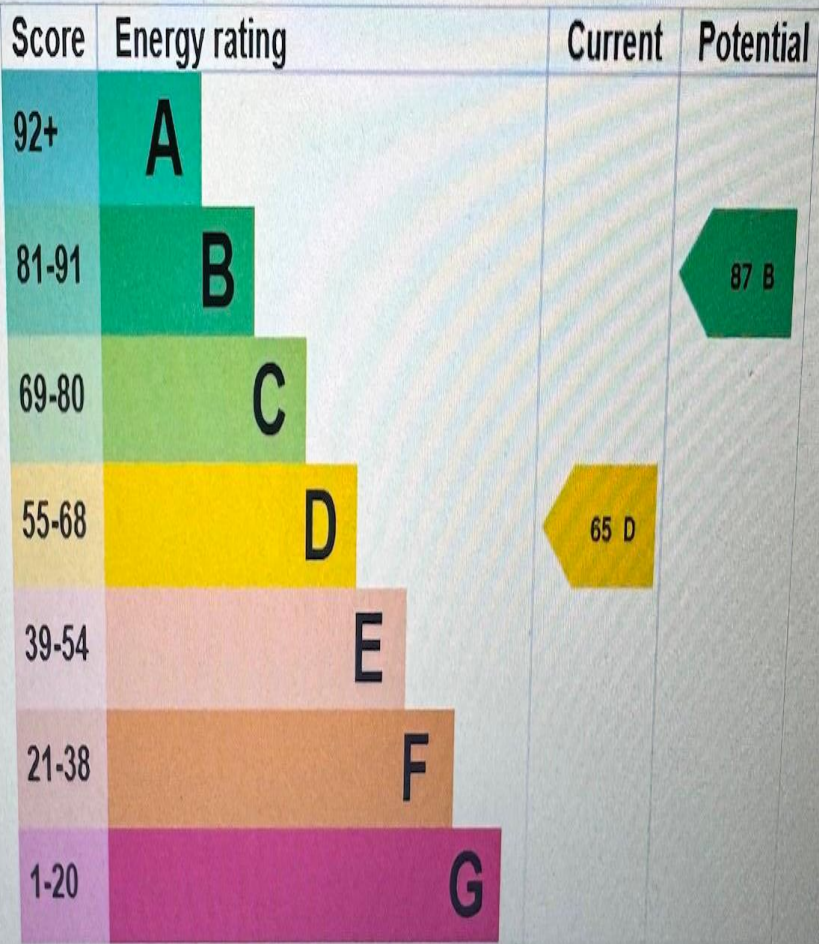 Score Energy rating Current Potential
92+ A
81-91 B 87 B
69-80 C
55-68 D 65 D
39-54 E
21-38 F
1-20 G